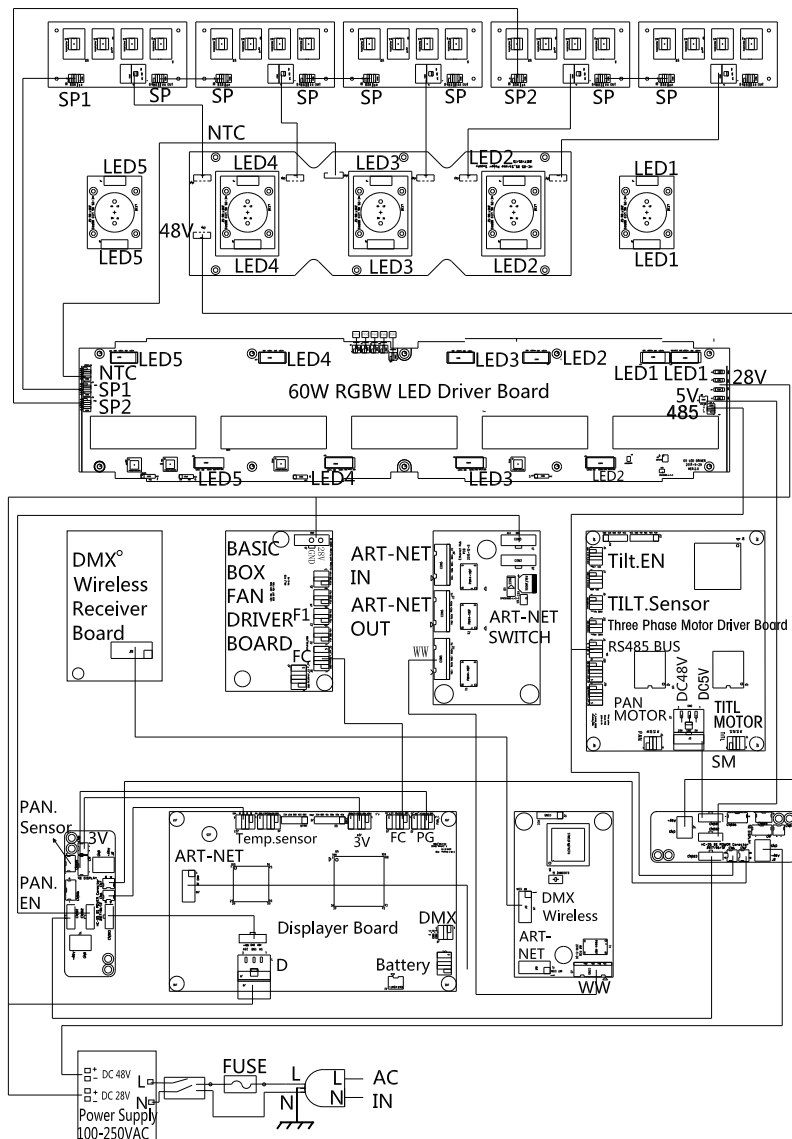 SP1 SP SP SP SP SP SP2 SP SP
NTC
LED5 LED4 LED3 LED2 LED1
48V
LED5 LED4 LED3 LED2 LED1
LED5 LED4 LED3 LED2 LED1 LED1
NTC
SP1
SP2
60W RGBW LED Driver Board
28V
5V
485
LED5 LED4 LED3 LED2
DMX°
Wireless
Receiver
Board
28V
GND
BASIC
BOX
FAN
DRIVER
BOARD
F1
FC
ART-NET
IN
ART-NET
OUT
WW
ART-NET
SWITCH
Tilt.EN
TILT.Sensor
Three Phase Motor Driver Board
RS485 BUS
DC48V
DC5V
PAN
MOTOR
TITL
MOTOR
PAN
TITL
SM
PAN.
Sensor
3V
PAN.
EN
Temp.sensor
3V
FC
PG
ART-NET
Displayer Board
DMX
Battery
D
DMX
Wireless
ART-
NET
WW
DC 48V
DC 28V
L
N
Power Supply
100-250VAC
FUSE
L
N
L
N
AC
IN